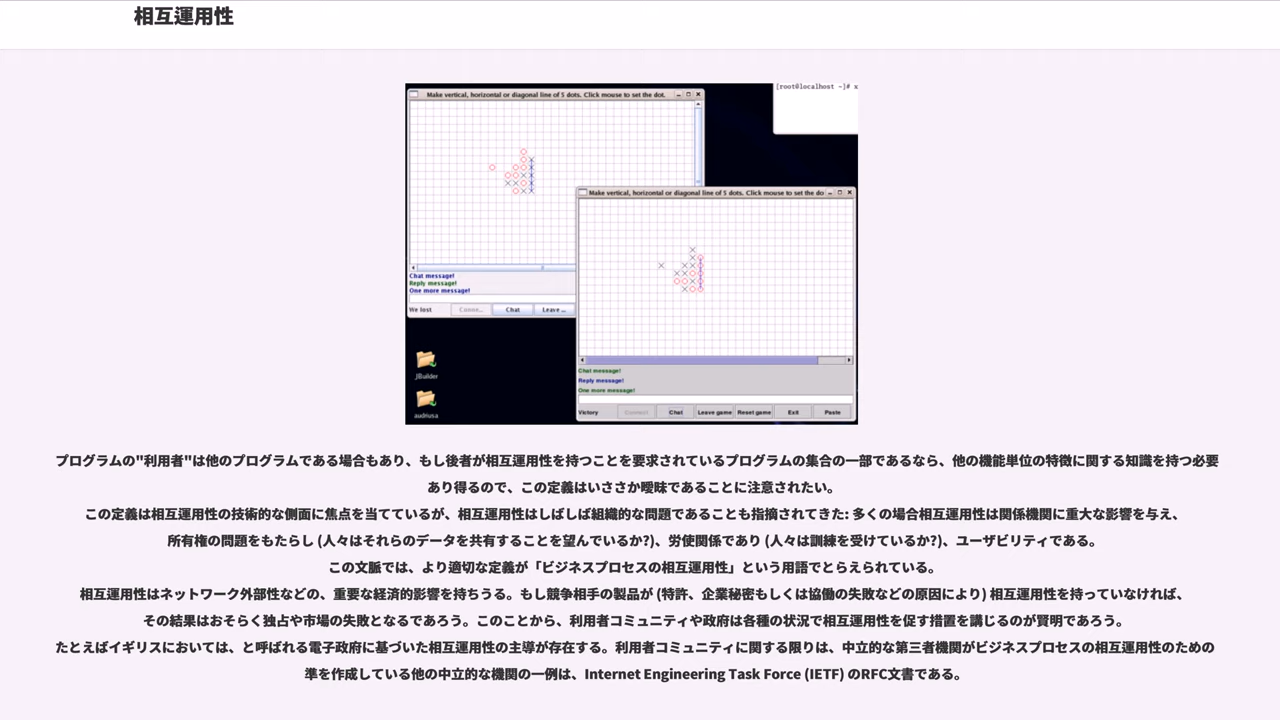 相互運用性
Make vertical, horizontal or diagonal line of 5 dots. Click mouse to set the dot.
[root@localhost ~]# x
Make vertical, horizontal or diagonal line of 5 dots. Click mouse to set the do
Chat message!
Reply message!
One more message!
We lost Conne... Chat Leave ...
Chat message!
Reply message!
One more message!
Victory Connect Chat Leave game Reset game Exit Paste
JBuilder
audriusa
プログラムの"利用者"は他のプログラムである場合もあり、もし後者が相互運用性を持つことを要求されているプログラムの集合の一部であるなら、他の機能単位の特徴に関する知識を持つ必要
あり得るので、この定義はいささか曖昧であることに注意されたい。
この定義は相互運用性の技術的な側面に焦点を当てているが、相互運用性はしばしば組織的な問題であることも指摘されてきた: 多くの場合相互運用性は関係機関に重大な影響を与え、
所有権の問題をもたらし (人々はそれらのデータを共有することを望んでいるか?)、労使関係であり (人々は訓練を受けているか?)、ユーザビリティである。
この文脈では、より適切な定義が「ビジネスプロセスの相互運用性」という用語でとらえられている。
相互運用性はネットワーク外部性などの、重要な経済的影響を持ちうる。もし競争相手の製品が (特許、企業秘密もしくは協働の失敗などの原因により) 相互運用性を持っていなければ、
その結果はおそらく独占や市場の失敗となるであろう。このことから、利用者コミュニティや政府は各種の状況で相互運用性を促す措置を講じるのが賢明であろう。
たとえばイギリスにおいては、と呼ばれる電子政府に基づいた相互運用性の主導が存在する。利用者コミュニティに関する限りは、中立的な第三者機関がビジネスプロセスの相互運用性のための
準を作成している他の中立的な機関の一例は、Internet Engineering Task Force (IETF) のRFC文書である。